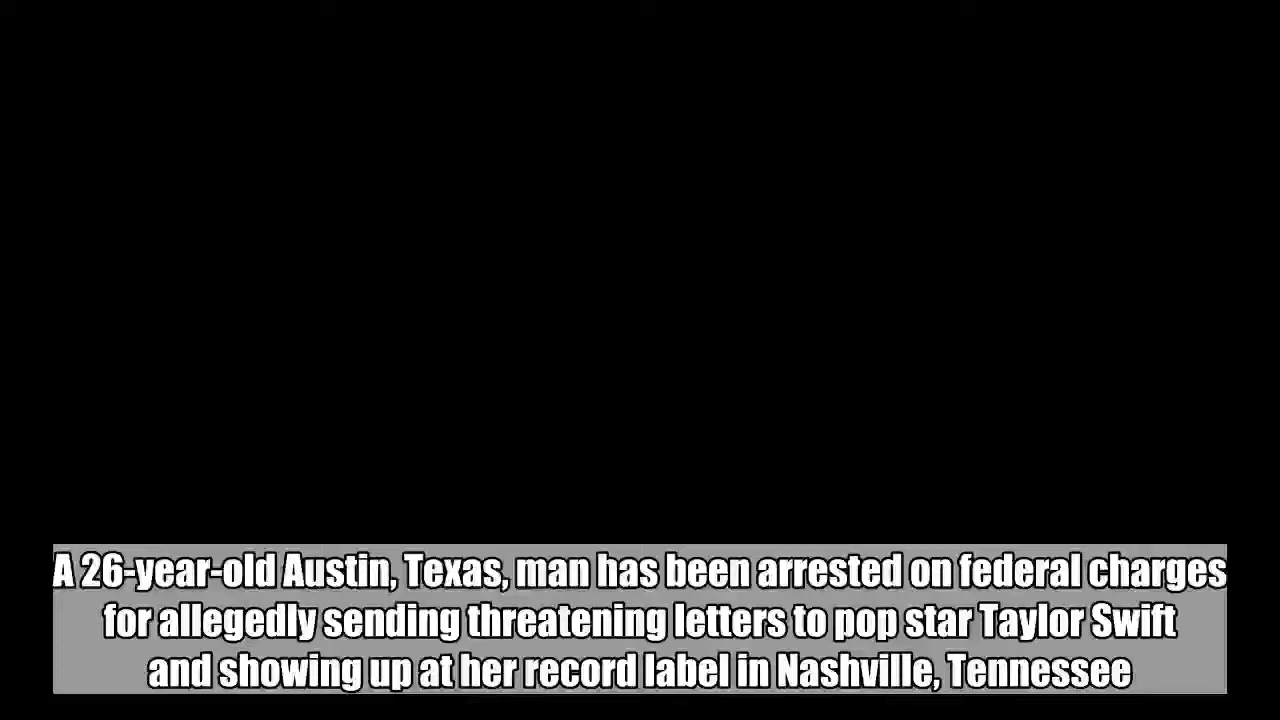 A 26-year-old Austin, Texas, man has been arrested on federal charges
for allegedly sending threatening letters to pop star Taylor Swift
and showing up at her record label in Nashville, Tennessee